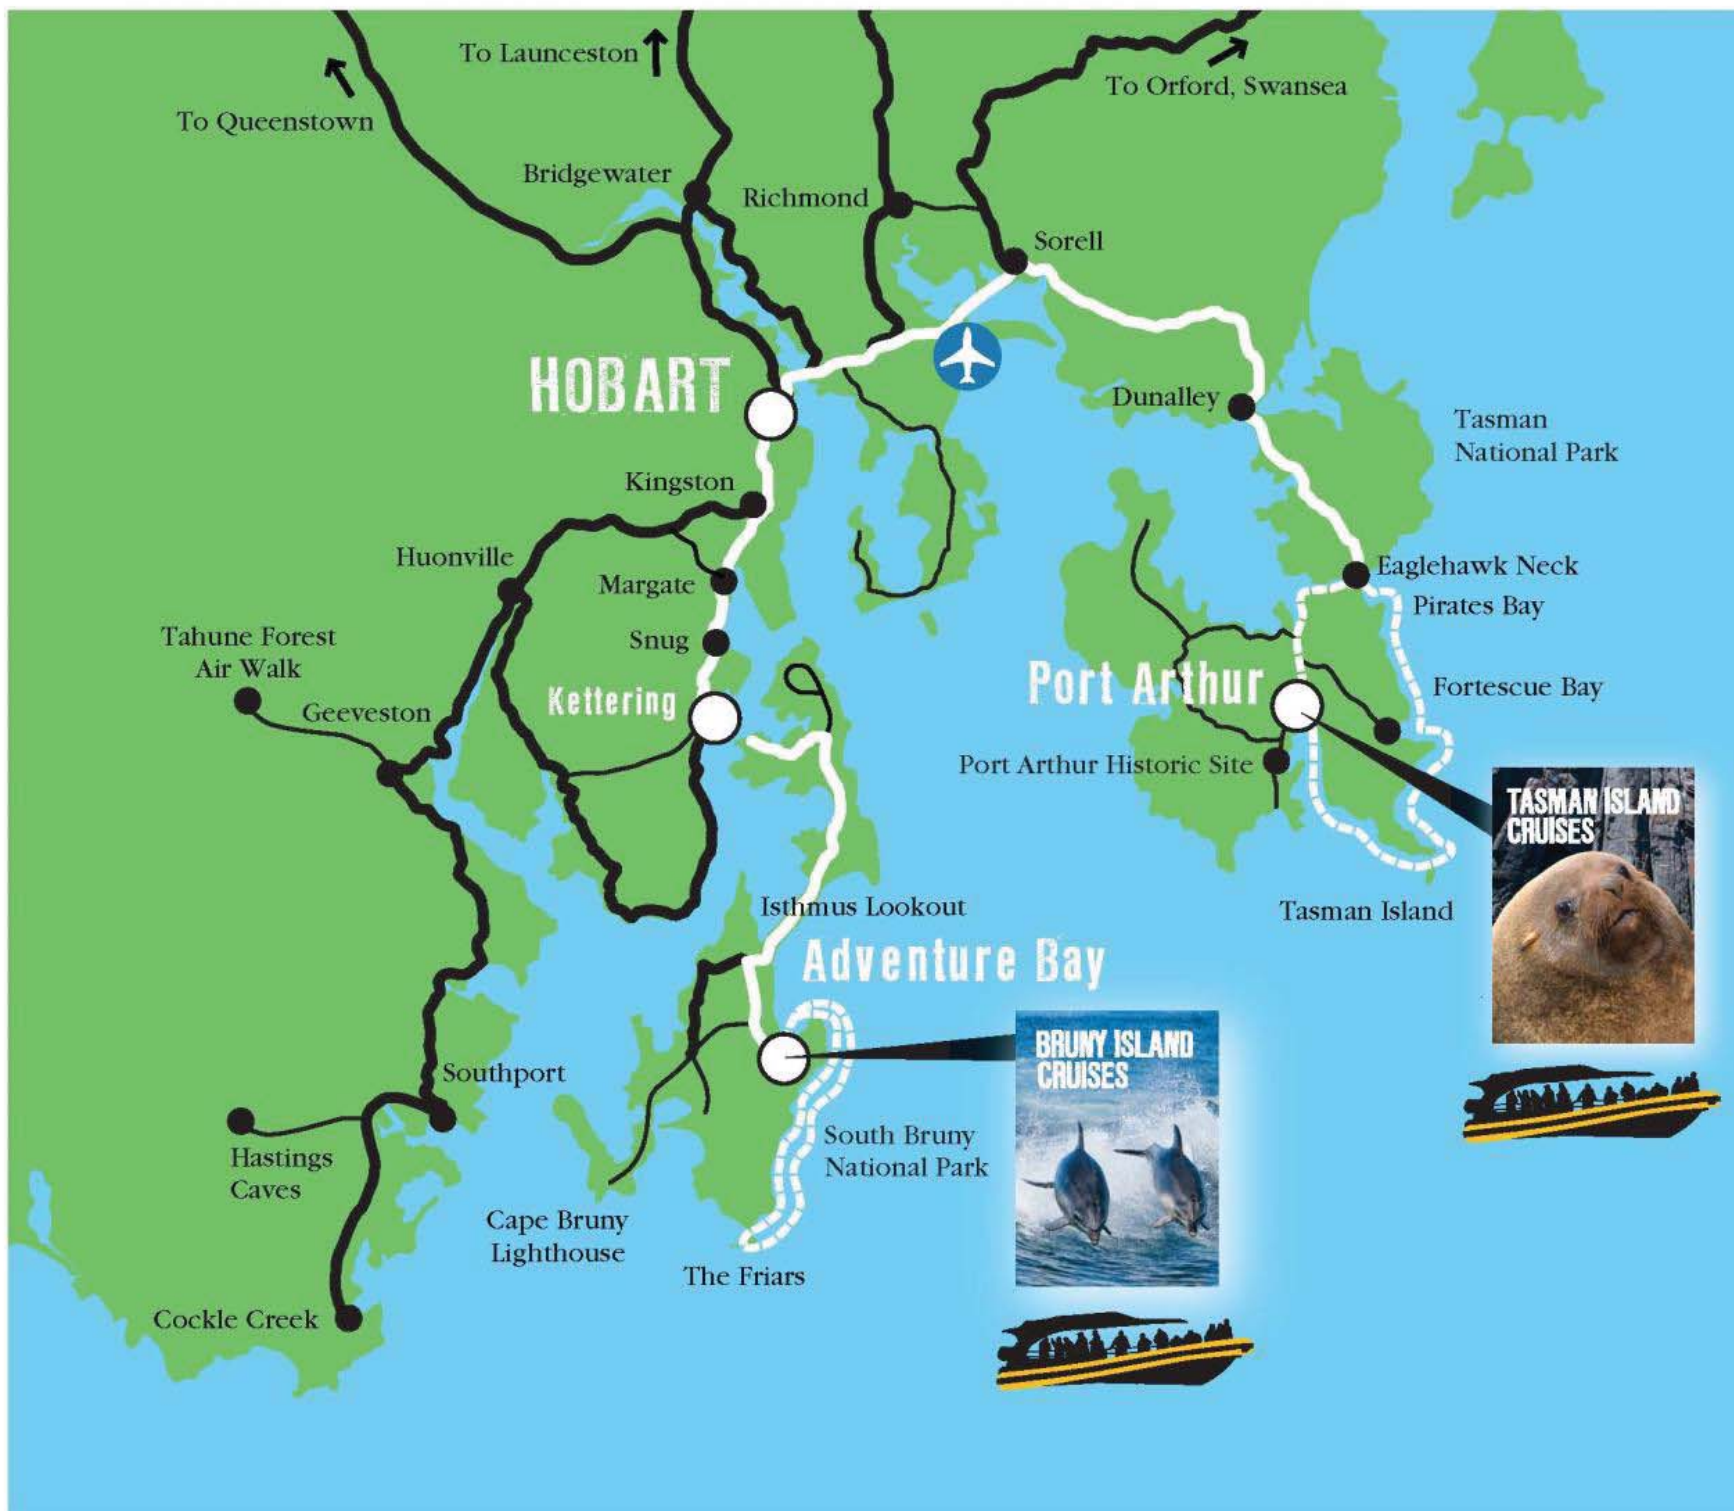 To Launceston
To Orford, Swansea
To Queenstown
Bridgewater
Richmond
Sorell
HOBART
Dunalley
Tasman
National Park
Kingston
Huonville
Margate
Eaglehawk Neck
Pirates Bay
Tahune Forest
Air Walk
Snug
Geeveston
Kettering
Port Arthur
Fortescue Bay
Port Arthur Historic Site
TASMAN ISLAND
CRUISES
Isthmus Lookout
Tasman Island
Adventure Bay
BRUNY ISLAND
CRUISES
Southport
South Bruny
National Park
Hastings
Caves
Cape Bruny
Lighthouse
The Friars
Cockle Creek